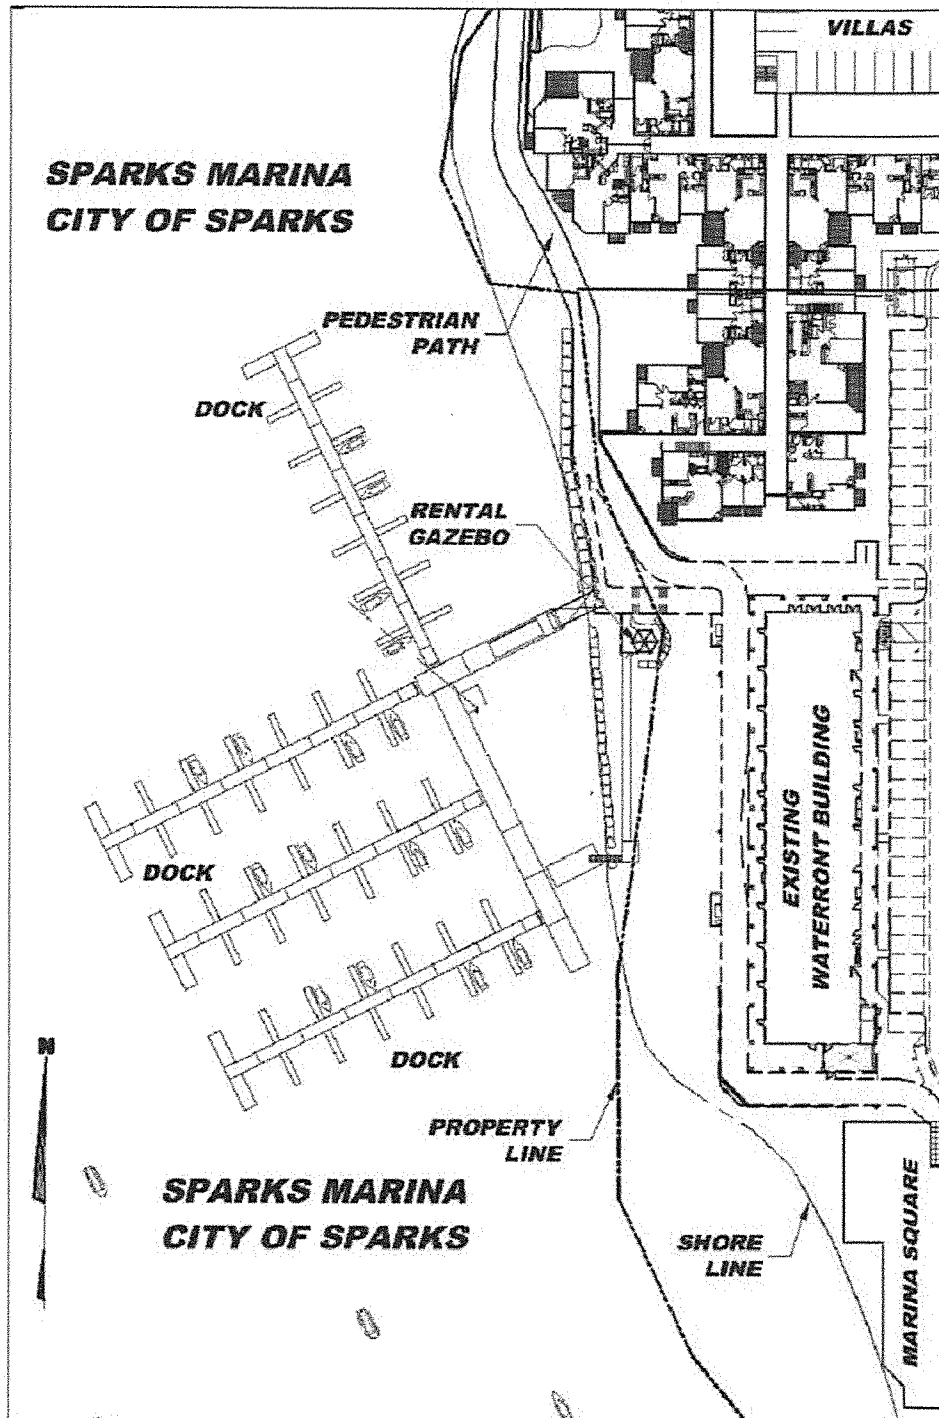 VILLAS
SPARKS MARINA
CITY OF SPARKS
PEDESTRIAN
PATH
DOCK
RENTAL
GAZEBO
EXISTING
WATERFRONT BUILDING
DOCK
DOCK
N
PROPERTY
LINE
SPARKS MARINA
CITY OF SPARKS
SHORE
LINE
MARINA SQUARE